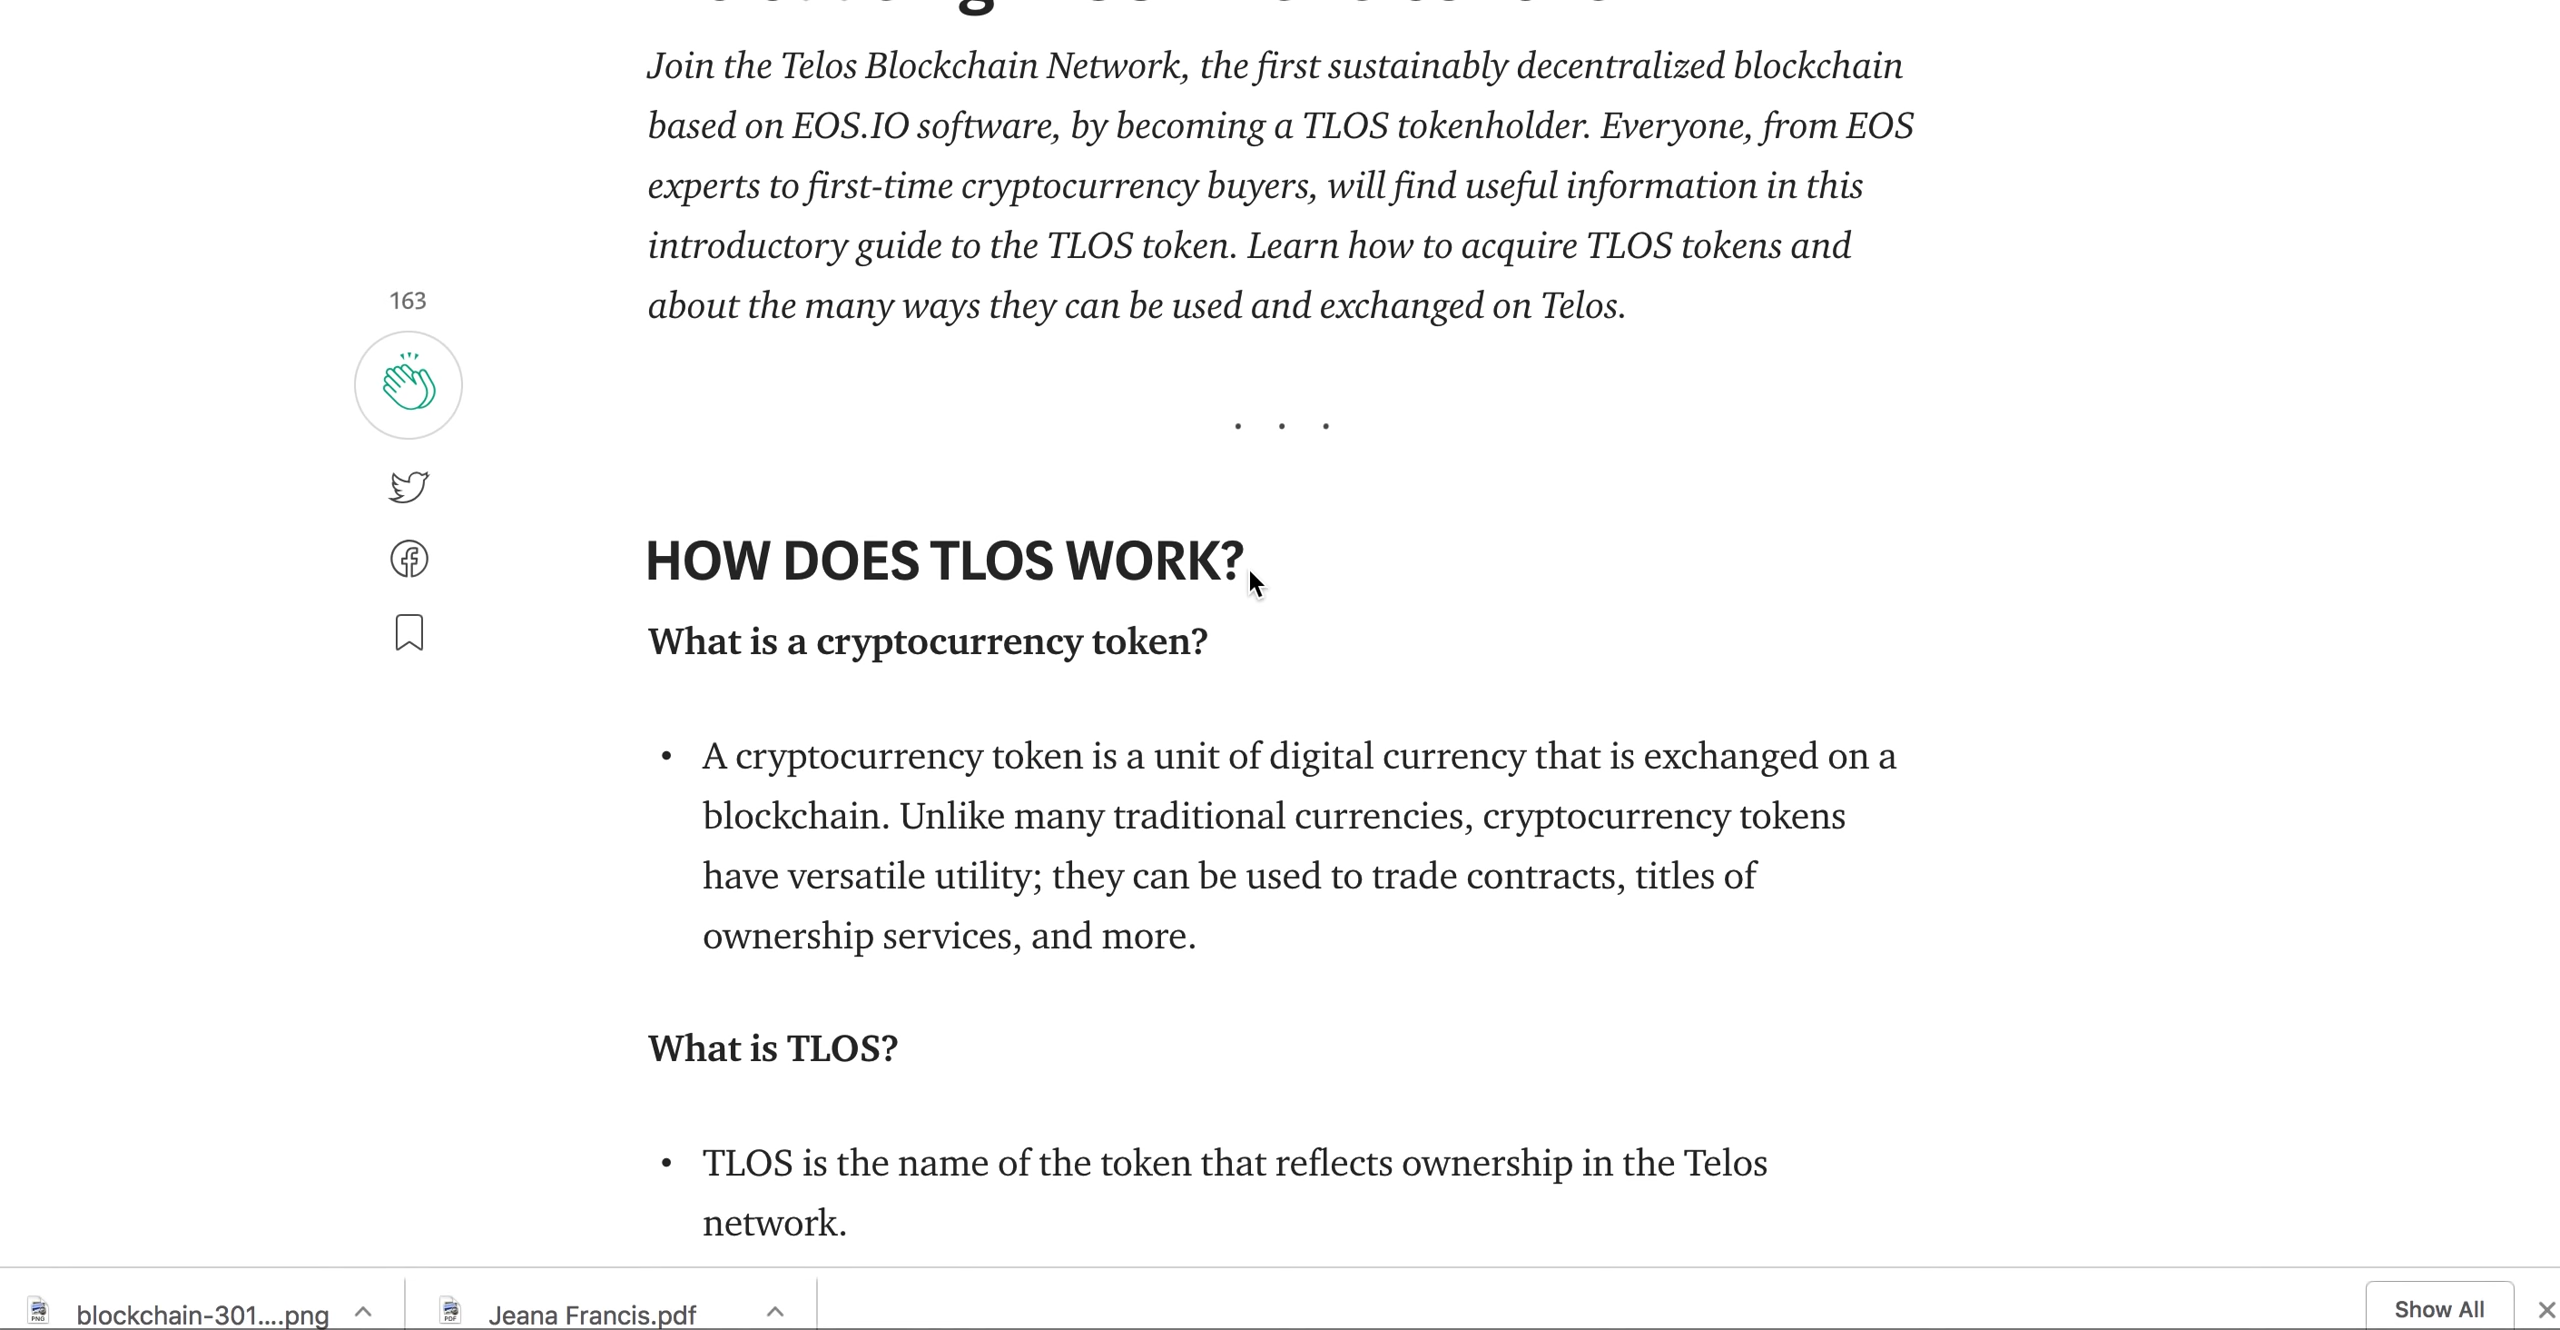 Join the Telos Blockchain Network, the first sustainably decentralized blockchain
based on EOS.IO software, by becoming a TLOS tokenholder. Everyone, from EOS
experts to first-time cryptocurrency buyers, will find useful information in this
introductory guide to the TLOS token. Learn how to acquire TLOS tokens and
about the many ways they can be used and exchanged on Telos.
163
. . .
HOW DOES TLOS WORK?
What is a cryptocurrency token?
• A cryptocurrency token is a unit of digital currency that is exchanged on a
blockchain. Unlike many traditional currencies, cryptocurrency tokens
have versatile utility; they can be used to trade contracts, titles of
ownership services, and more.
What is TLOS?
• TLOS is the name of the token that reflects ownership in the Telos
network.
blockchain-301....png
Jeana Francis.pdf
Show All